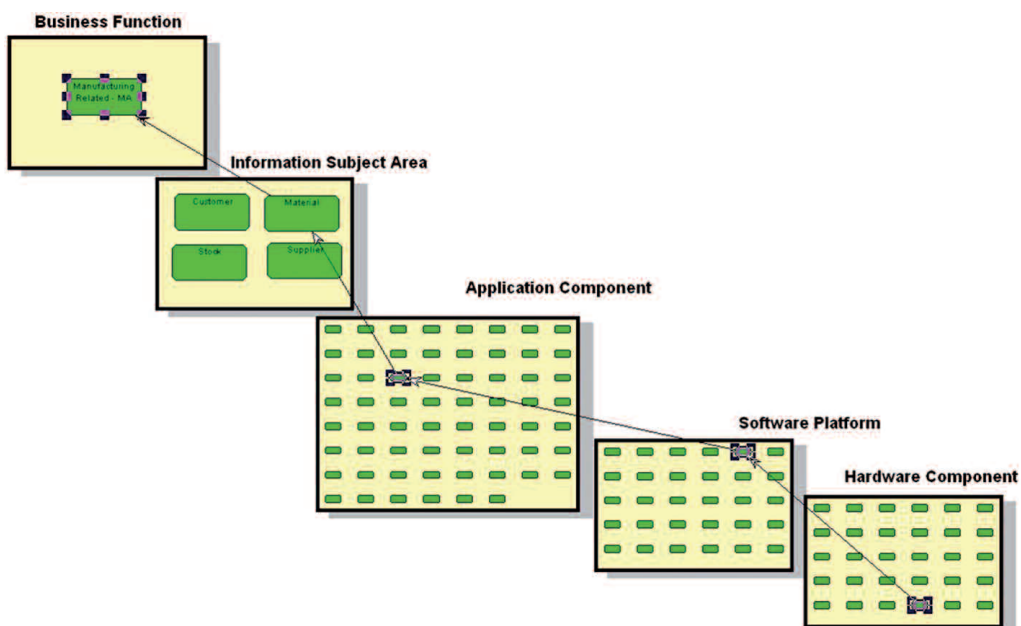 Business Function
Manufacturing
Related - MA
Information Subject Area
Customer
Material
Stock
Supplier
Application Component
Software Platform
Hardware Component